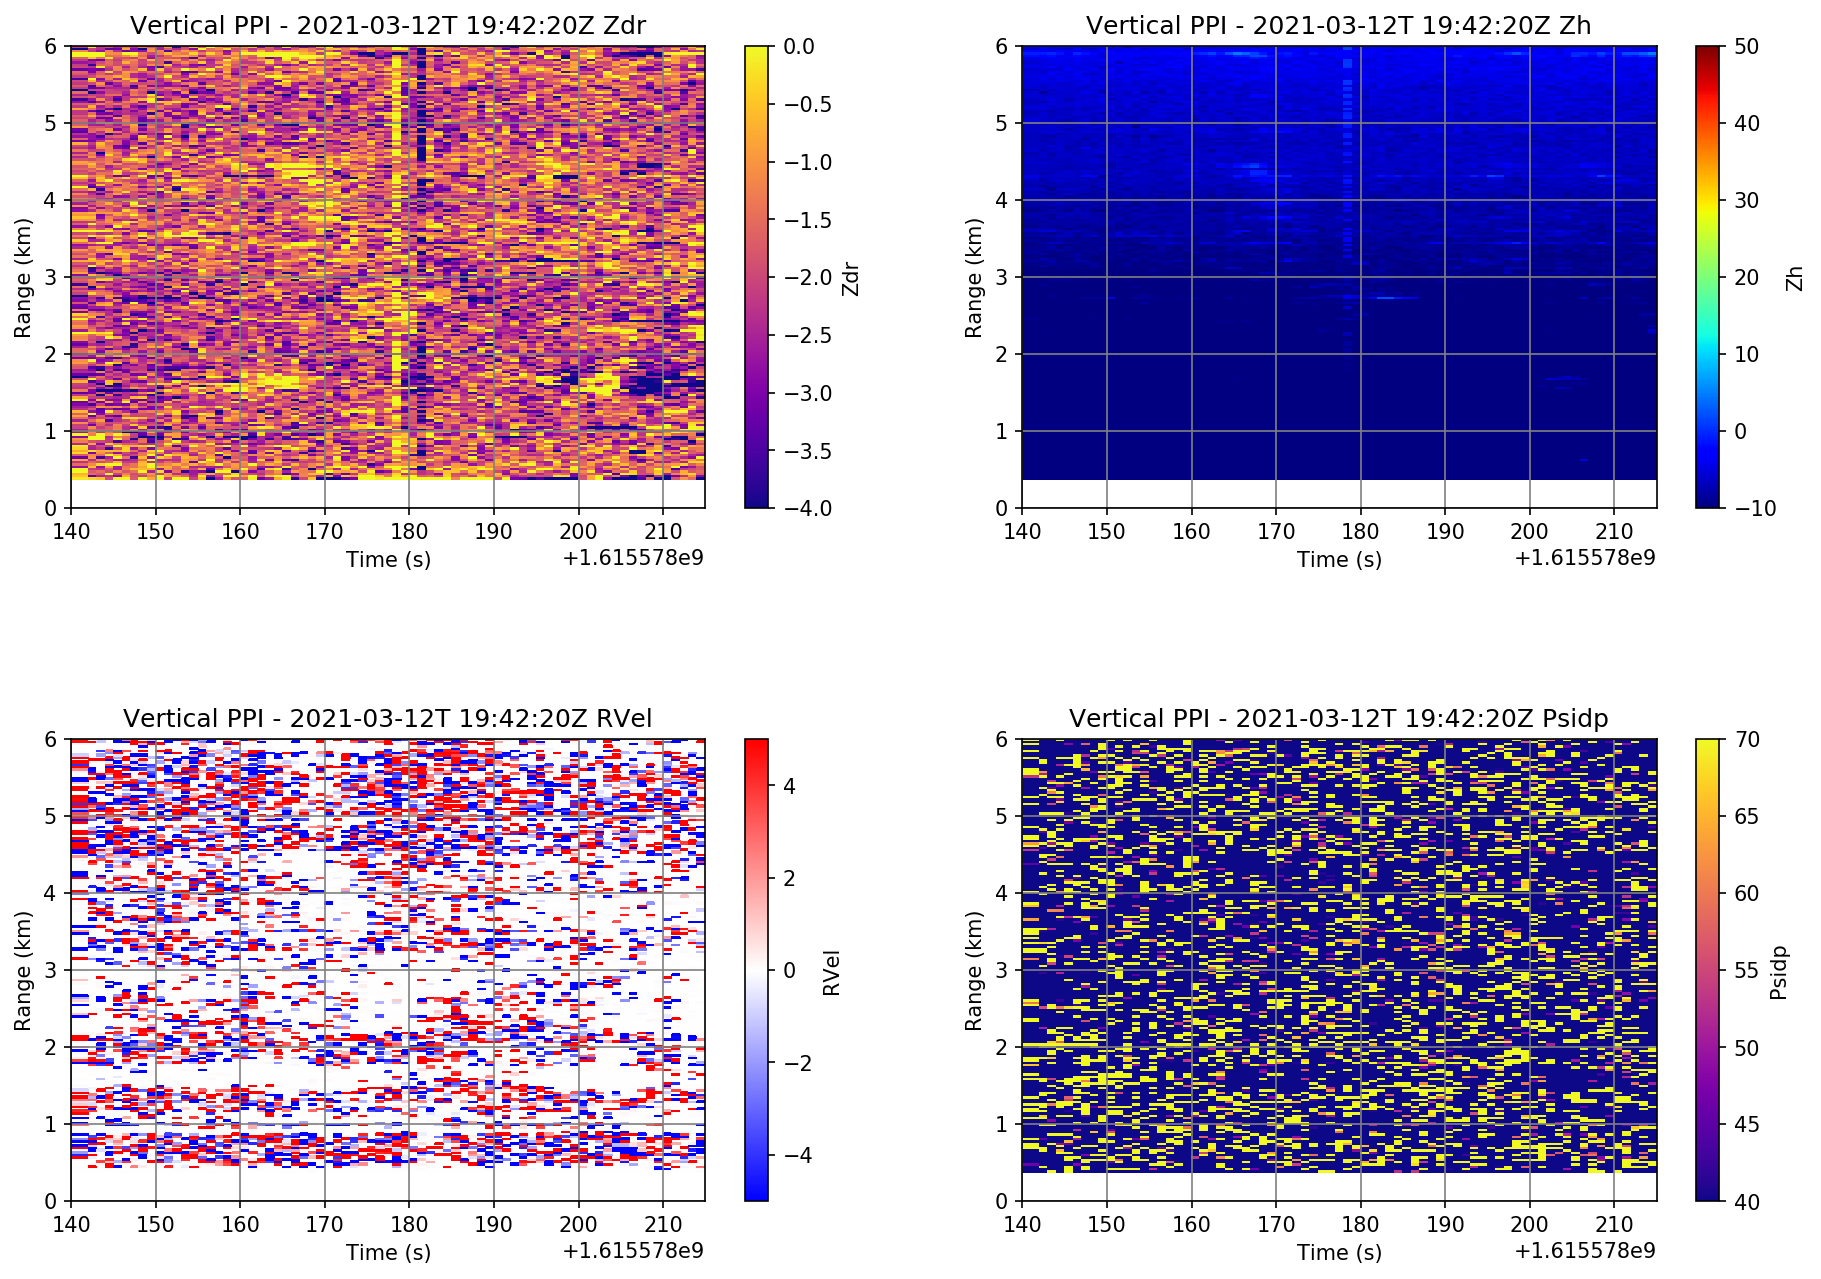 Vertical PPI - 2021-03-12T 19:42:20Z Zdr
6
5
4
3
2
1
0
Range (km)
140 150 160 170 180 190 200 210
Time (s)
+1.615578e9
0.0
−0.5
−1.0
−1.5
−2.0
−2.5
−3.0
−3.5
−4.0
Zdr
Vertical PPI - 2021-03-12T 19:42:20Z Zh
6
5
4
3
2
1
0
Range (km)
140 150 160 170 180 190 200 210
Time (s)
+1.615578e9
50
40
30
20
10
0
−10
Zh
Vertical PPI - 2021-03-12T 19:42:20Z RVel
6
5
4
3
2
1
0
Range (km)
140 150 160 170 180 190 200 210
Time (s)
+1.615578e9
4
2
0
−2
−4
RVel
Vertical PPI - 2021-03-12T 19:42:20Z Psidp
6
5
4
3
2
1
0
Range (km)
140 150 160 170 180 190 200 210
Time (s)
+1.615578e9
70
65
60
55
50
45
40
Psidp